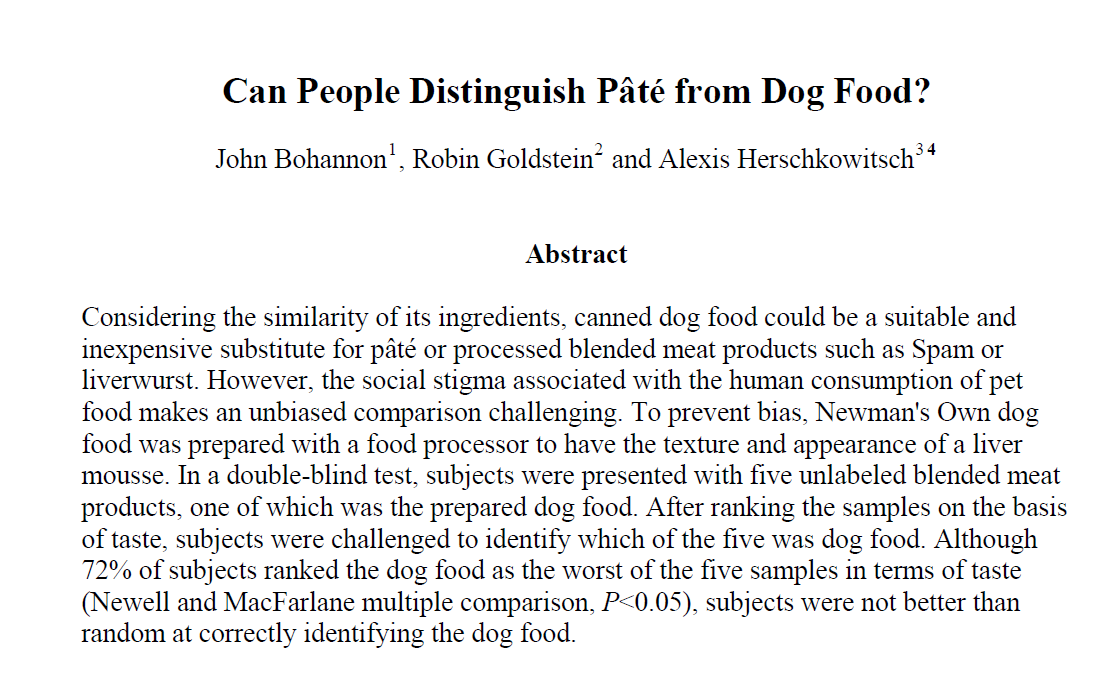 Can People Distinguish Pâté from Dog Food?
John Bohannon1, Robin Goldstein2 and Alexis Herschkowitsch3 4
Abstract
Considering the similarity of its ingredients, canned dog food could be a suitable and
inexpensive substitute for pâté or processed blended meat products such as Spam or
liverwurst. However, the social stigma associated with the human consumption of pet
food makes an unbiased comparison challenging. To prevent bias, Newman's Own dog
food was prepared with a food processor to have the texture and appearance of a liver
mousse. In a double-blind test, subjects were presented with five unlabeled blended meat
products, one of which was the prepared dog food. After ranking the samples on the basis
of taste, subjects were challenged to identify which of the five was dog food. Although
72% of subjects ranked the dog food as the worst of the five samples in terms of taste
(Newell and MacFarlane multiple comparison, P<0.05), subjects were not better than
random at correctly identifying the dog food.